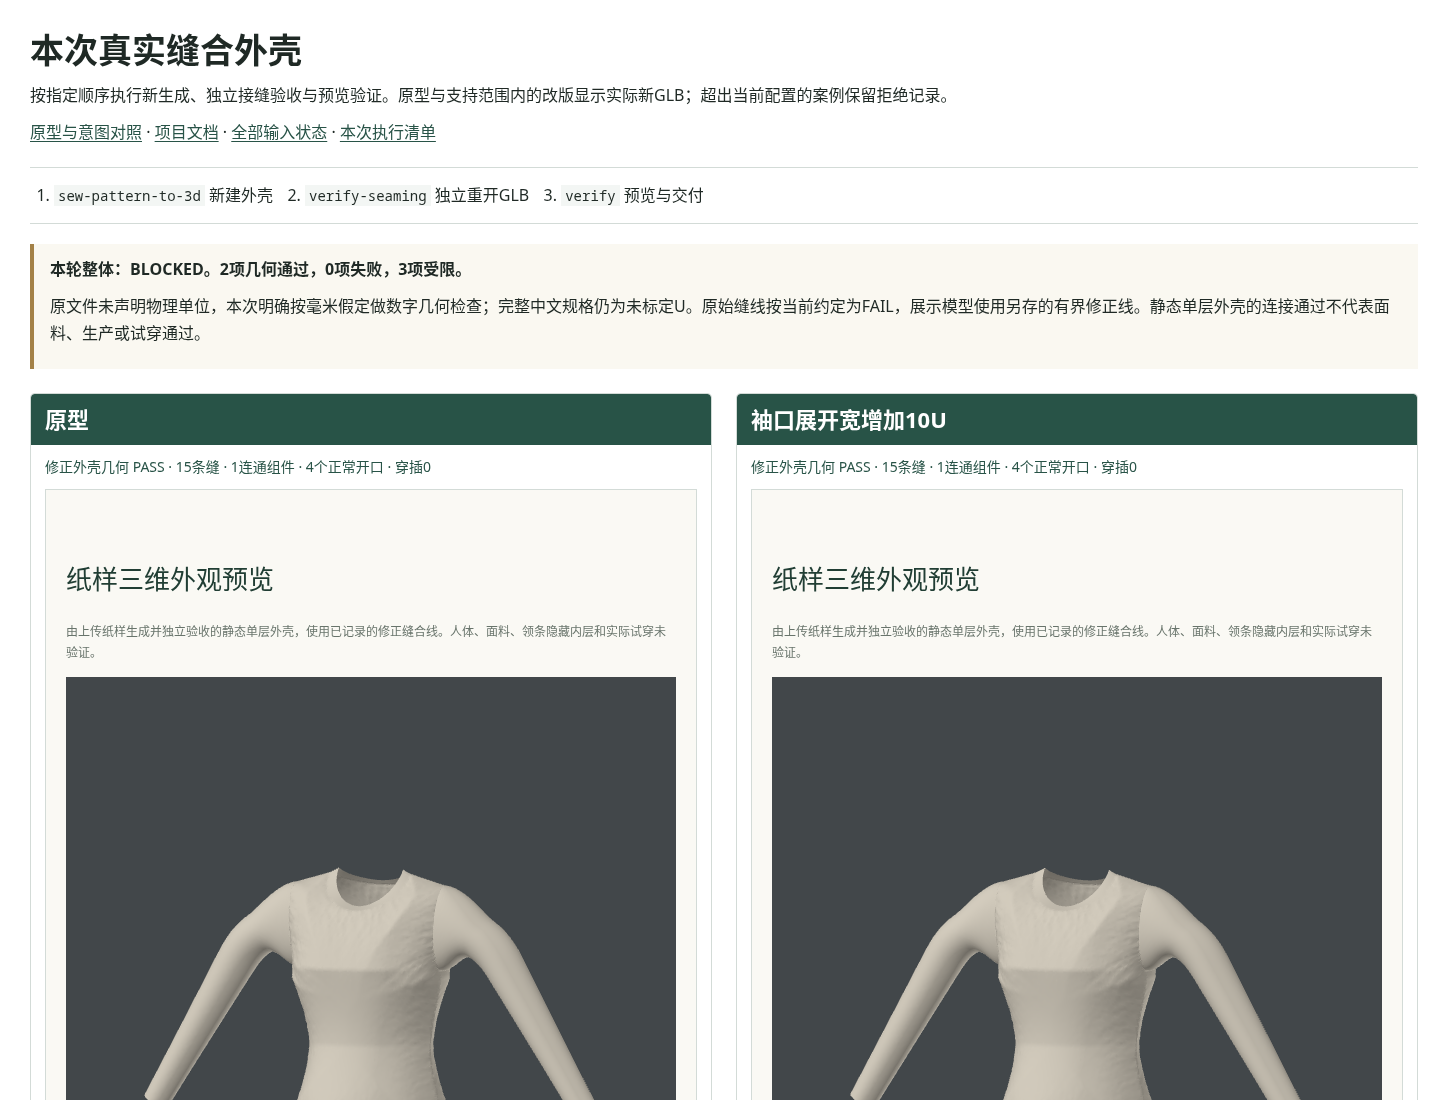 本次真实缝合外壳
按指定顺序执行新生成、独立接缝验收与预览验证。原型与支持范围内的改版显示实际新GLB；超出当前配置的案例保留拒绝记录。
原型与意图对照 · 项目文档 · 全部输入状态 · 本次执行清单
1. sew-pattern-to-3d 新建外壳 2. verify-seaming 独立重开GLB 3. verify 预览与交付
本轮整体：BLOCKED。2项几何通过，0项失败，3项受限。
原文件未声明物理单位，本次明确按毫米假定做数字几何检查；完整中文规格仍为未标定U。原始缝线按当前约定为FAIL，展示模型使用另存的有界修正线。静态单层外壳的连接通过不代表面
料、生产或试穿通过。
原型
修正外壳几何 PASS · 15条缝 · 1连通组件 · 4个正常开口 · 穿插0
纸样三维外观预览
由上传纸样生成并独立验收的静态单层外壳，使用已记录的修正缝合线。人体、面料、领条隐藏内层和实际试穿未
验证。
袖口展开宽增加10U
修正外壳几何 PASS · 15条缝 · 1连通组件 · 4个正常开口 · 穿插0
纸样三维外观预览
由上传纸样生成并独立验收的静态单层外壳，使用已记录的修正缝合线。人体、面料、领条隐藏内层和实际试穿未
验证。